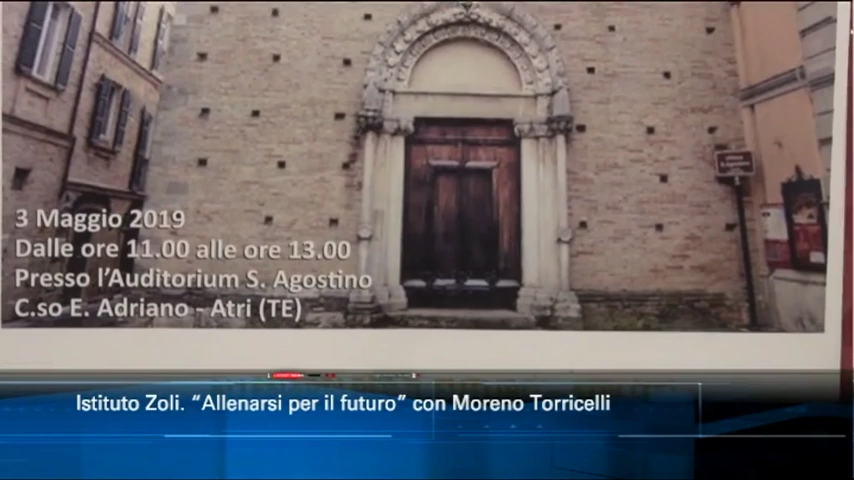 3 Maggio 2019
Dalle ore 11.00 alle ore 13.00
Presso l'Auditorium S. Agostino
C.so E. Adriano - Atri (TE)
Istituto Zoli. “Allenarsi per il futuro” con Moreno Torricelli